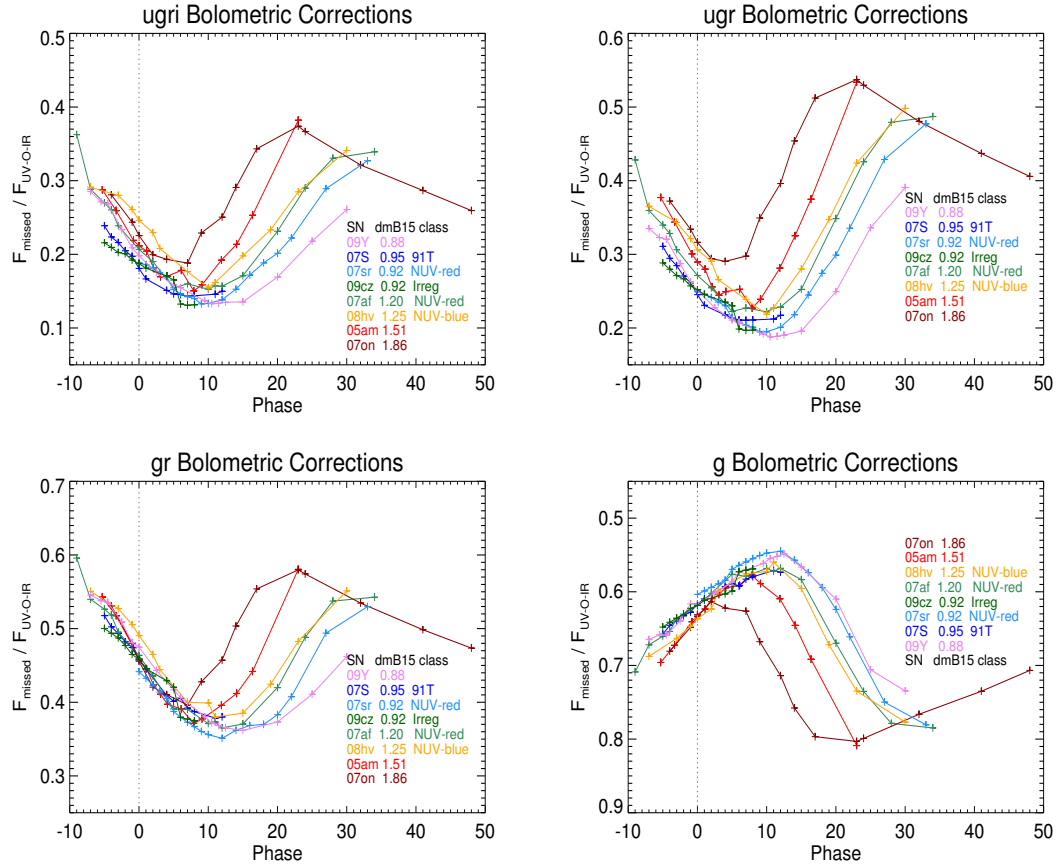 ugri Bolometric Corrections
F_missed / F_UV-O-IR
0.5
0.4
0.3
0.2
0.1
-10 0 10 20 30 40 50
Phase
SN dmB15 class
09Y 0.88
07S 0.95 91T
07sr 0.92 NUV-red
09cz 0.92 Irreg
07af 1.20 NUV-red
08hv 1.25 NUV-blue
05am 1.51
07on 1.86
ugr Bolometric Corrections
F_missed / F_UV-O-IR
0.6
0.5
0.4
0.3
0.2
-10 0 10 20 30 40 50
Phase
SN dmB15 class
09Y 0.88
07S 0.95 91T
07sr 0.92 NUV-red
09cz 0.92 Irreg
07af 1.20 NUV-red
08hv 1.25 NUV-blue
05am 1.51
07on 1.86
gr Bolometric Corrections
F_missed / F_UV-O-IR
0.7
0.6
0.5
0.4
0.3
-10 0 10 20 30 40 50
Phase
SN dmB15 class
09Y 0.88
07S 0.95 91T
07sr 0.92 NUV-red
09cz 0.92 Irreg
07af 1.20 NUV-red
08hv 1.25 NUV-blue
05am 1.51
07on 1.86
g Bolometric Corrections
F_missed / F_UV-O-IR
0.5
0.6
0.7
0.8
0.9
-10 0 10 20 30 40 50
Phase
07on 1.86
05am 1.51
08hv 1.25 NUV-blue
07af 1.20 NUV-red
09cz 0.92 Irreg
07sr 0.92 NUV-red
07S 0.95 91T
09Y 0.88
SN dmB15 class